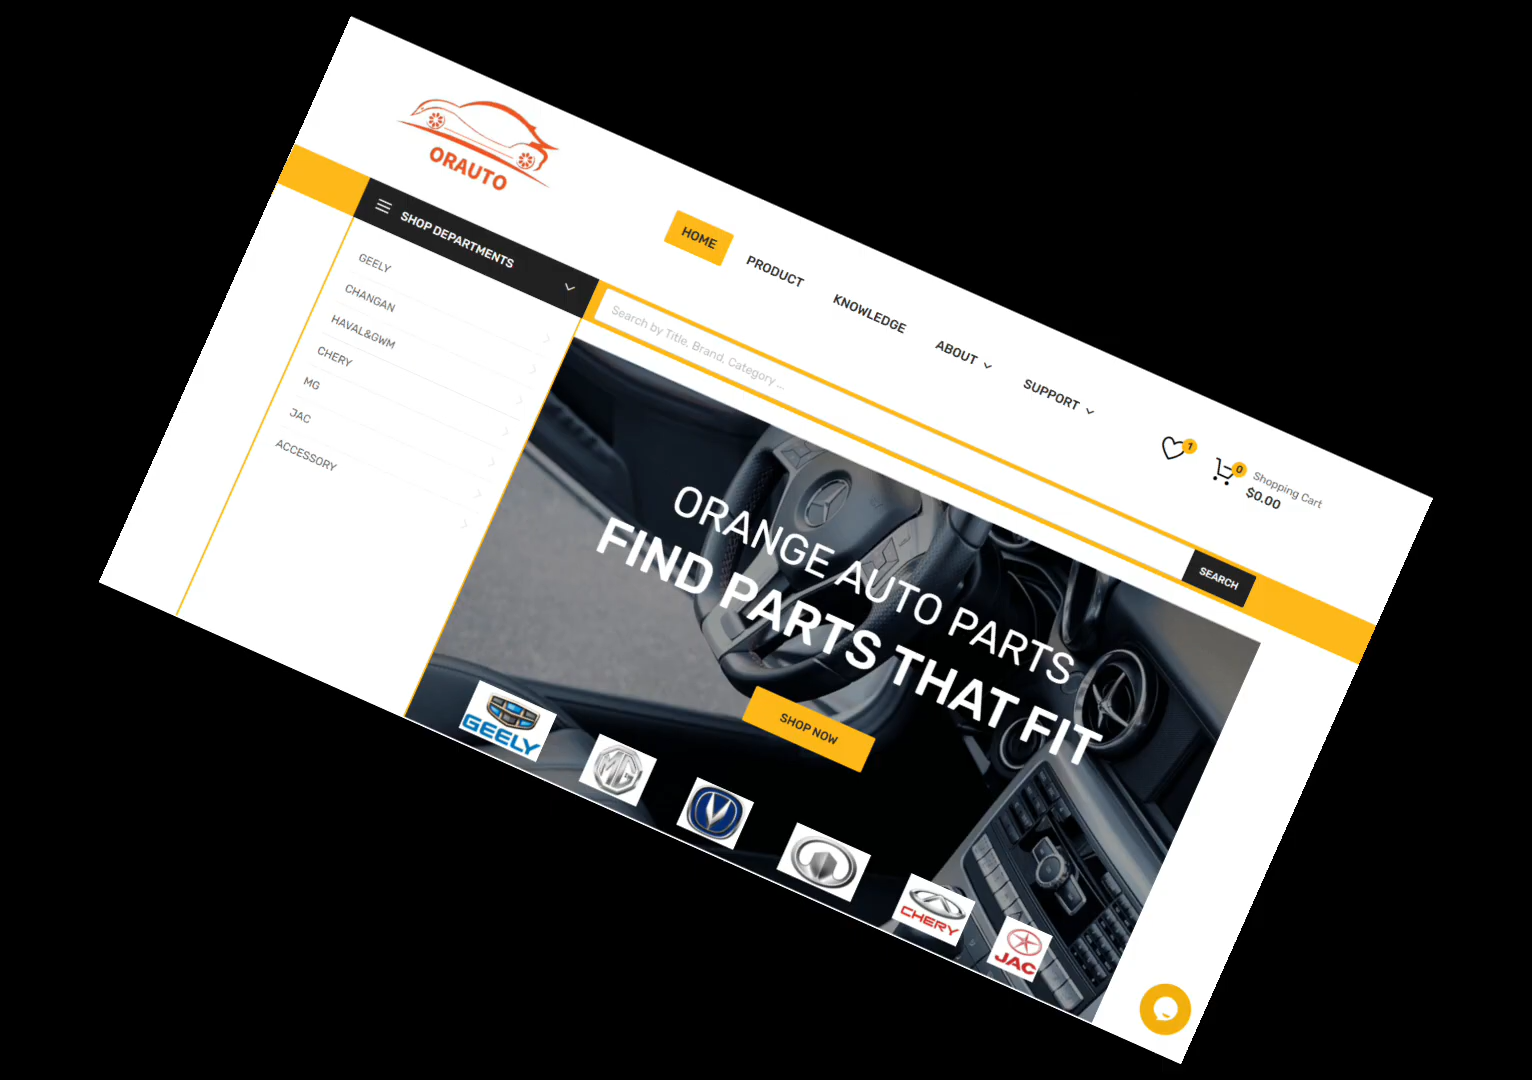 ORAUTO
HOME
PRODUCT
KNOWLEDGE
ABOUT
SUPPORT
1
0
Shopping Cart
$0.00
SHOP DEPARTMENTS
Search by Title, Brand, Category ...
SEARCH
GEELY
CHANGAN
HAVAL&GWM
CHERY
MG
JAC
ACCESSORY
ORANGE AUTO PARTS
FIND PARTS THAT FIT
SHOP NOW
GEELY
MG
CHERY
JAC